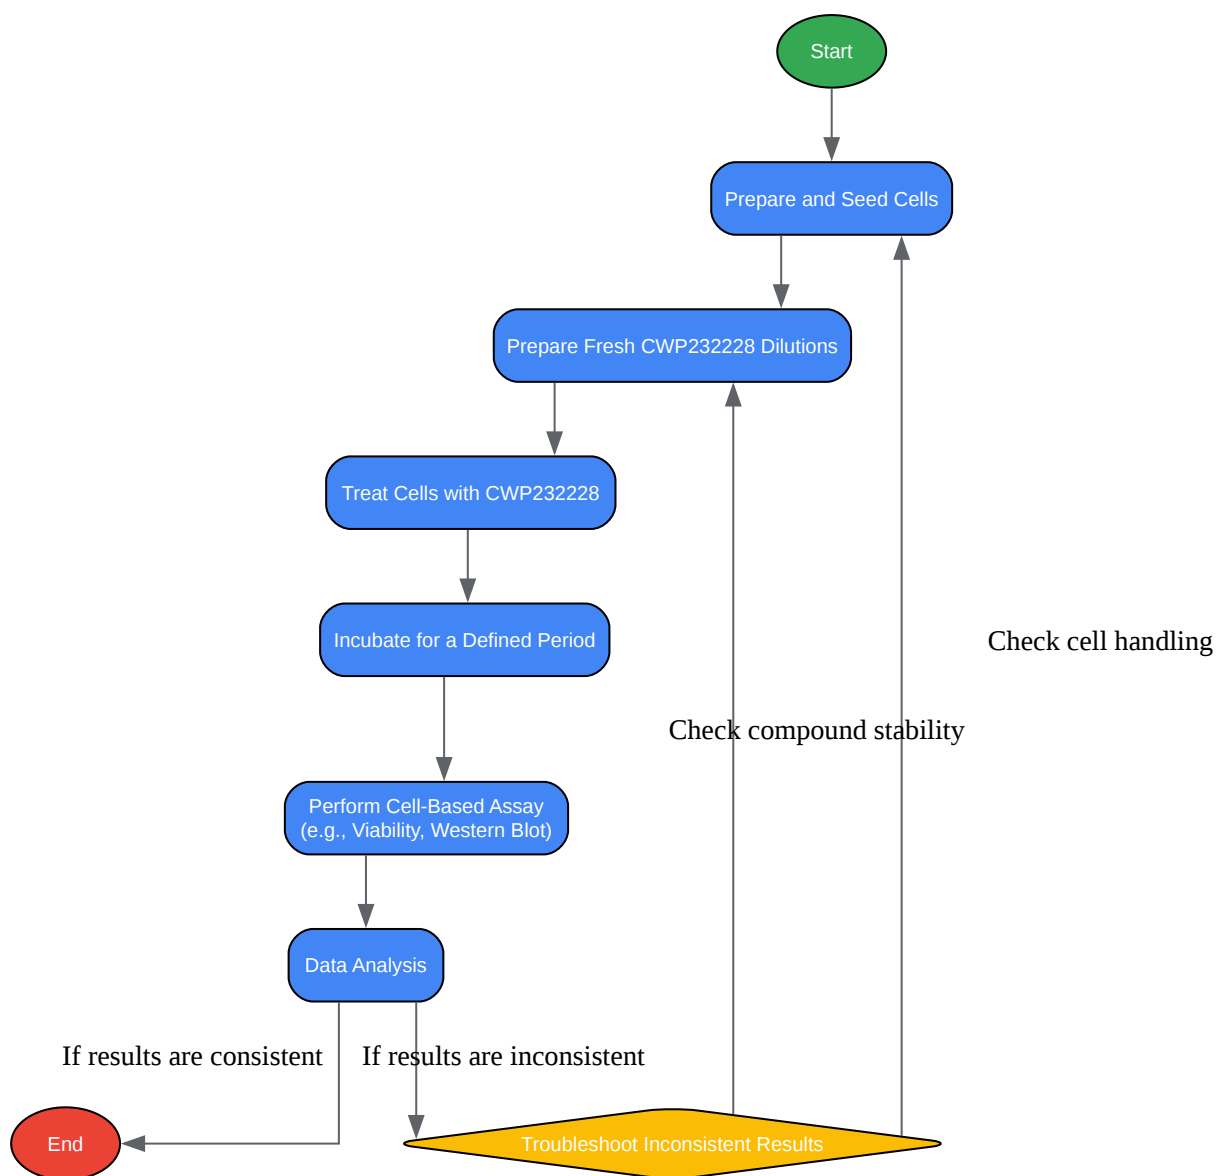 Start
Prepare and Seed Cells
Prepare Fresh CWP232228 Dilutions
Treat Cells with CWP232228
Incubate for a Defined Period
Check cell handling
Check compound stability
Perform Cell-Based Assay
(e.g., Viability, Western Blot)
Data Analysis
If results are consistent
If results are inconsistent
End
Troubleshoot Inconsistent Results